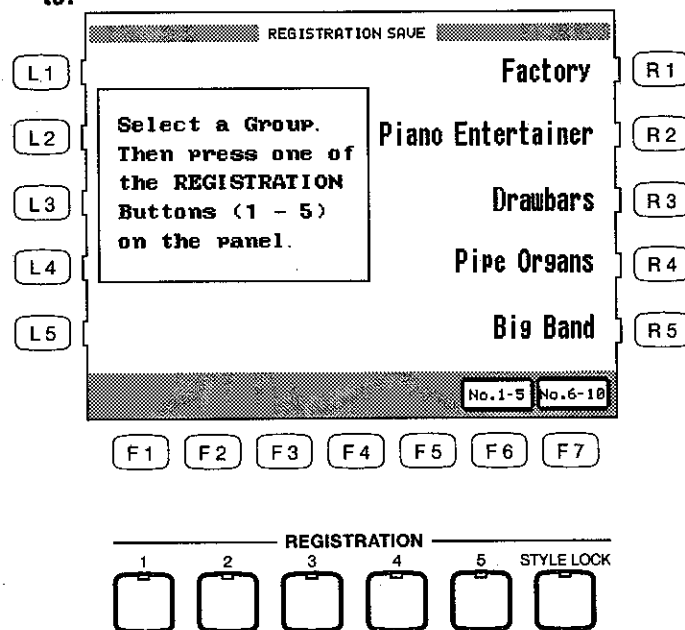 to.
REGISTRATION SAVE
L1
Factory
R1
Select a Group.
L2
Piano Entertainer
R2
Then press one of
the REGISTRATION
L3
Drawbars
R3
Buttons (1 - 5)
on the panel.
L4
Pipe Organs
R4
L5
Big Band
R5
No.1-5 No.6-10
F1 F2 F3 F4 F5 F6 F7
REGISTRATION
1 2 3 4 5 STYLE LOCK